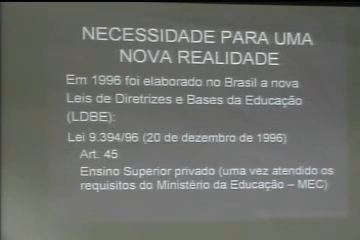 NECESSIDADE PARA UMA
NOVA REALIDADE
Em 1996 foi elaborado no Brasil a nova
Leis de Diretrizes e Bases da Educação
(LDBE):
Lei 9.394/96 (20 de dezembro de 1996)
Art. 45
Ensino Superior privado (uma vez atendido os
requisitos do Ministério da Educação – MEC)